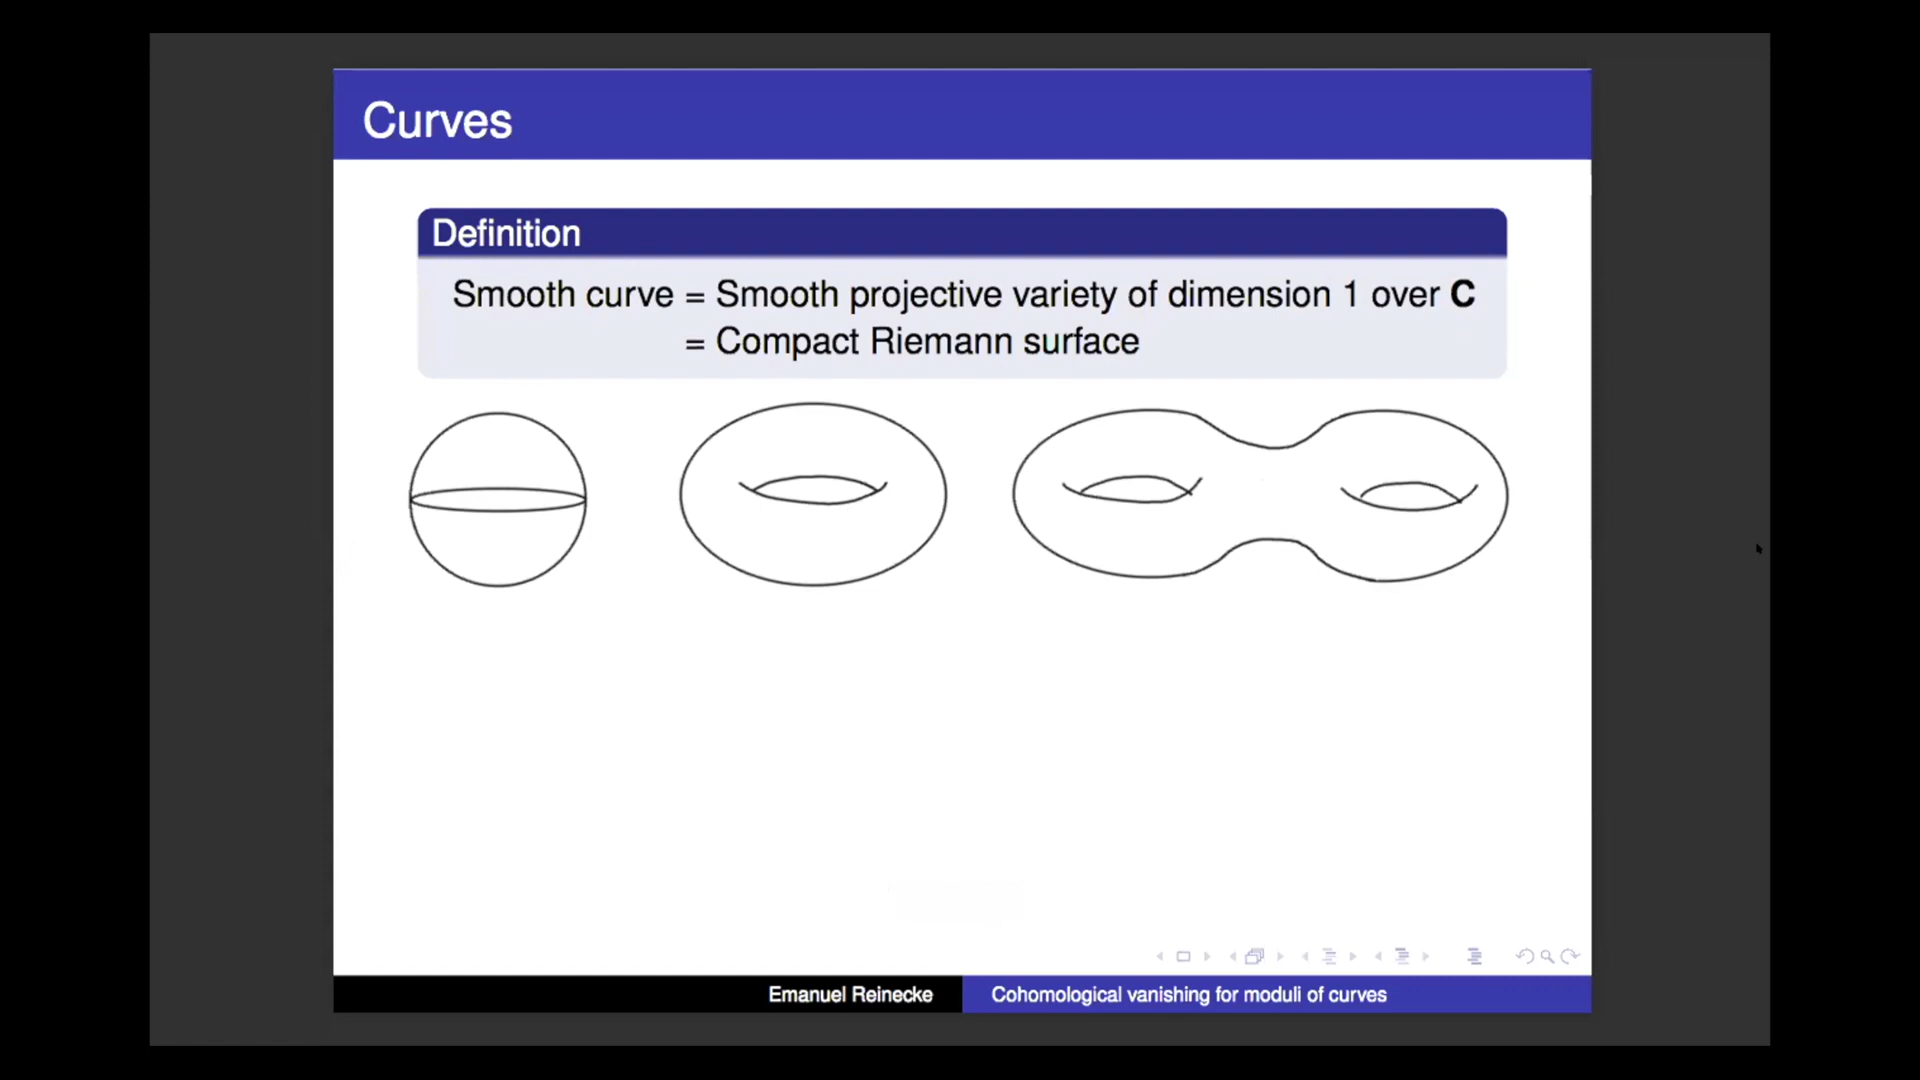 Curves
Definition
Smooth curve = Smooth projective variety of dimension 1 over C
= Compact Riemann surface
Emanuel Reinecke
Cohomological vanishing for moduli of curves